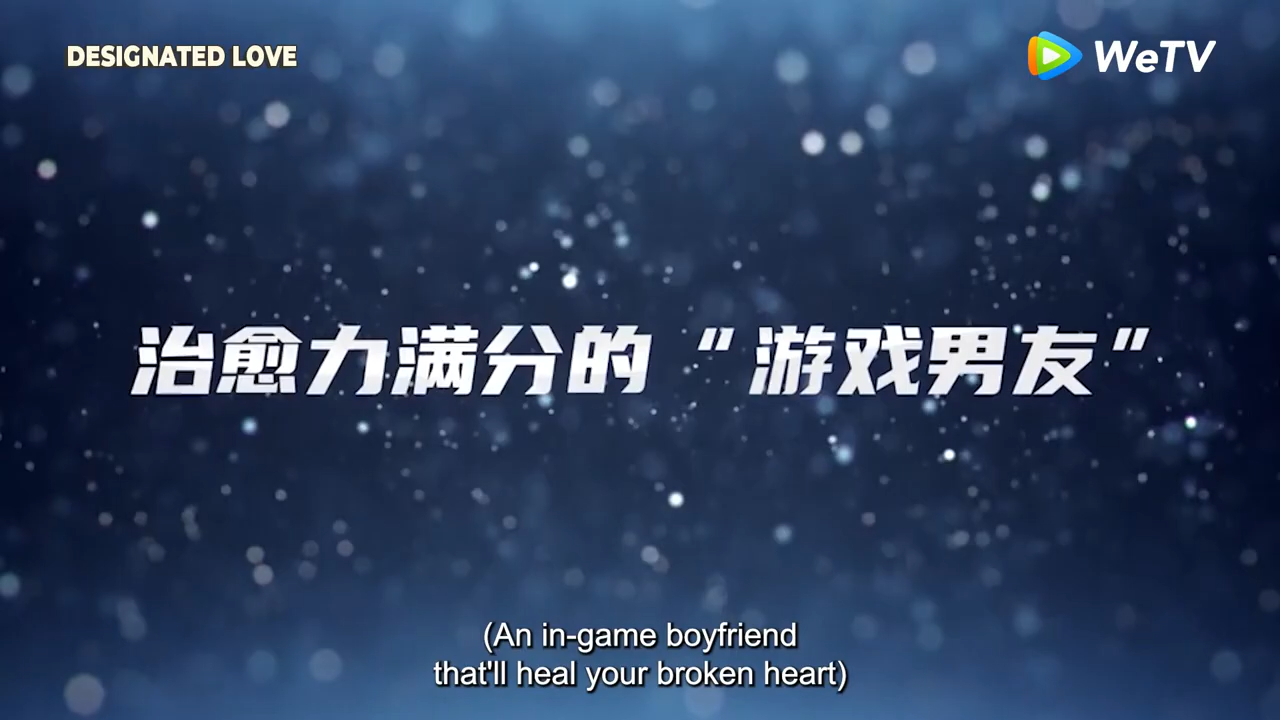 DESIGNATED LOVE
WeTV
治愈力满分的“游戏男友”
(An in-game boyfriend
that'll heal your broken heart)